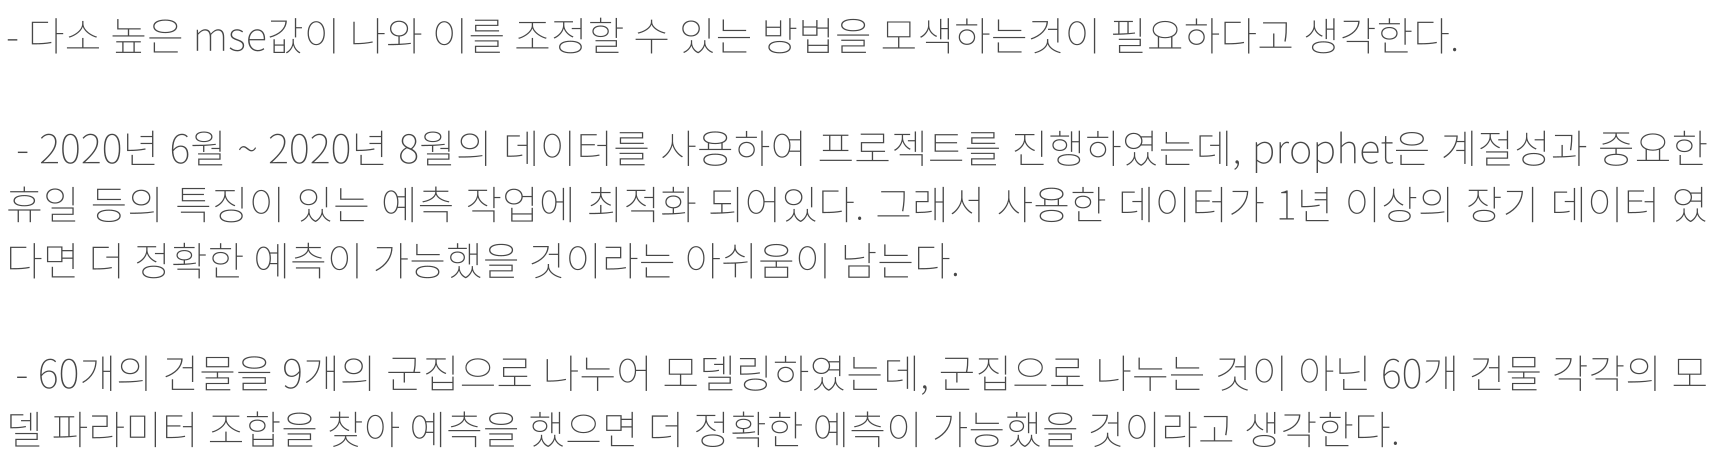 - 다소 높은 mse값이 나와 이를 조정할 수 있는 방법을 모색하는것이 필요하다고 생각한다.
- 2020년 6월 ~ 2020년 8월의 데이터를 사용하여 프로젝트를 진행하였는데, prophet은 계절성과 중요한
휴일 등의 특징이 있는 예측 작업에 최적화 되어있다. 그래서 사용한 데이터가 1년 이상의 장기 데이터 였
다면 더 정확한 예측이 가능했을 것이라는 아쉬움이 남는다.
- 60개의 건물을 9개의 군집으로 나누어 모델링하였는데, 군집으로 나누는 것이 아닌 60개 건물 각각의 모
델 파라미터 조합을 찾아 예측을 했으면 더 정확한 예측이 가능했을 것이라고 생각한다.